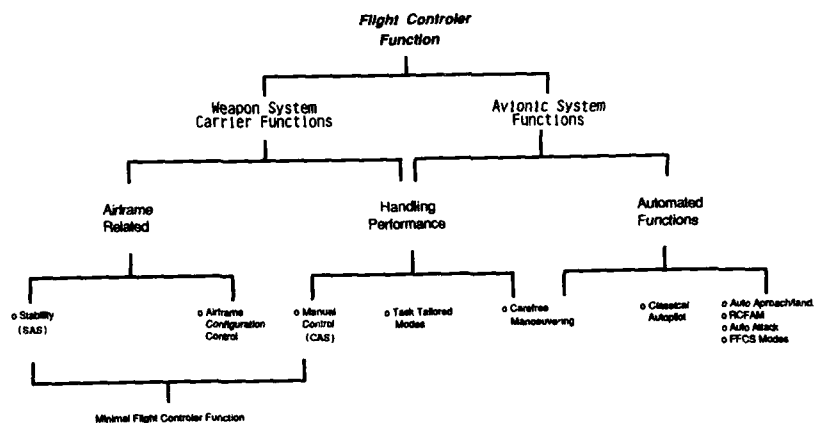 Flight Controler
Function
Weapon System
Carrier Functions
Avionic System
Functions
Airframe
Related
Handling
Performance
Automated
Functions
o Stability
(SAS)
o Airframe
Configuration
Control
o Manual
Control
(CAS)
o Task Tailored
Modes
o Carefree
Manoeuvering
o Classical
Autopilot
o Auto Aproach/land.
o RCFAM
o Auto Attack
o FFCS Modes
Minimal Flight Controler Function